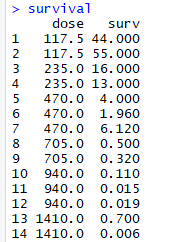 > survival
dose surv
1 117.5 44.000
2 117.5 55.000
3 235.0 16.000
4 235.0 13.000
5 470.0 4.000
6 470.0 1.960
7 470.0 6.120
8 705.0 0.500
9 705.0 0.320
10 940.0 0.110
11 940.0 0.015
12 940.0 0.019
13 1410.0 0.700
14 1410.0 0.006